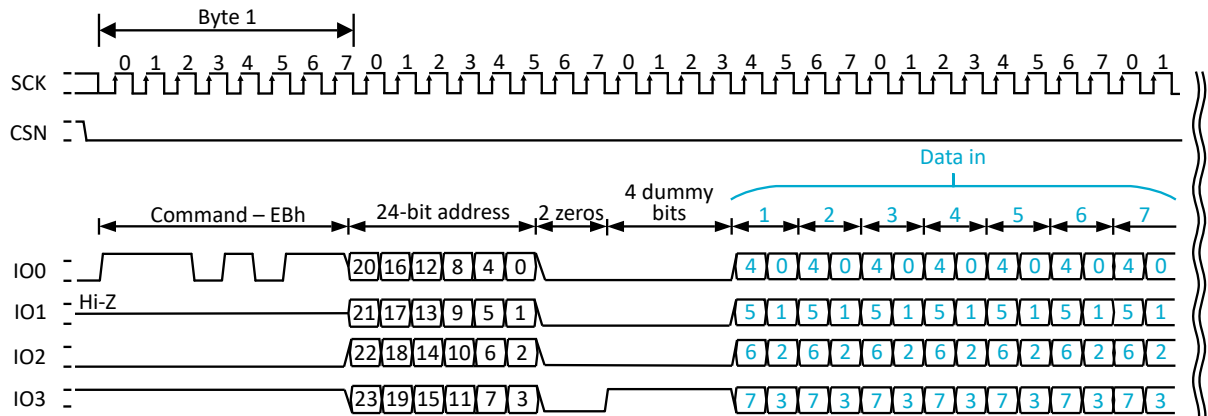 Byte 1
0 1 2 3 4 5 6 7 0 1 2 3 4 5 6 7 0 1 2 3 4 5 6 7 0 1 2 3 4 5 6 7 0 1
SCK
CSN
Data in
4 dummy
Command – EBh 24-bit address 2 zeros bits 1 2 3 4 5 6 7
IO0 20 16 12 8 4 0 4 0 4 0 4 0 4 0 4 0 4 0 4 0
Hi-Z
IO1 21 17 13 9 5 1 5 1 5 1 5 1 5 1 5 1 5 1 5 1
IO2 22 18 14 10 6 2 6 2 6 2 6 2 6 2 6 2 6 2 6 2
IO3 23 19 15 11 7 3 7 3 7 3 7 3 7 3 7 3 7 3 7 3